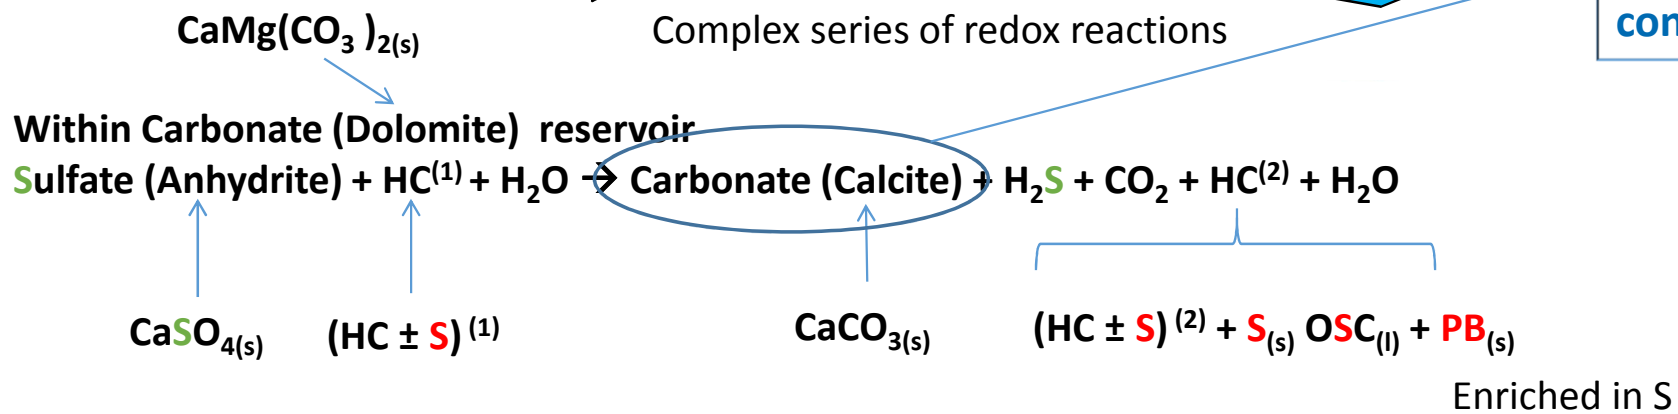 CaMg(CO₃ )₂₍ₛ₎ Complex series of redox reactions
Within Carbonate (Dolomite) reservoir
Sulfate (Anhydrite) + HC⁽¹⁾ + H₂O → Carbonate (Calcite) + H₂S + CO₂ + HC⁽²⁾ + H₂O
CaSO₄₍ₛ₎ (HC ± S) ⁽¹⁾ CaCO₃₍ₛ₎ (HC ± S) ⁽²⁾ + S₍ₛ₎ OSC₍ₗ₎ + PB₍ₛ₎
Enriched in S